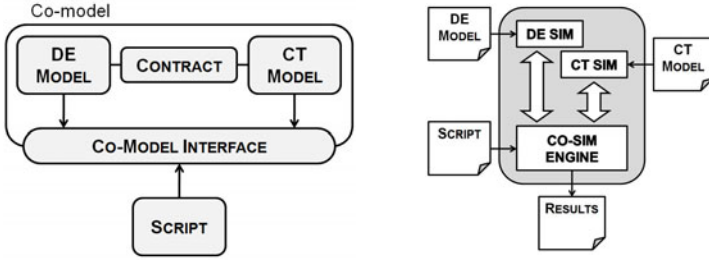 Co-model
DE
MODEL
CONTRACT
CT
MODEL
CO-MODEL INTERFACE
SCRIPT
DE
MODEL
DE SIM
CT SIM
CT
MODEL
SCRIPT
CO-SIM
ENGINE
RESULTS